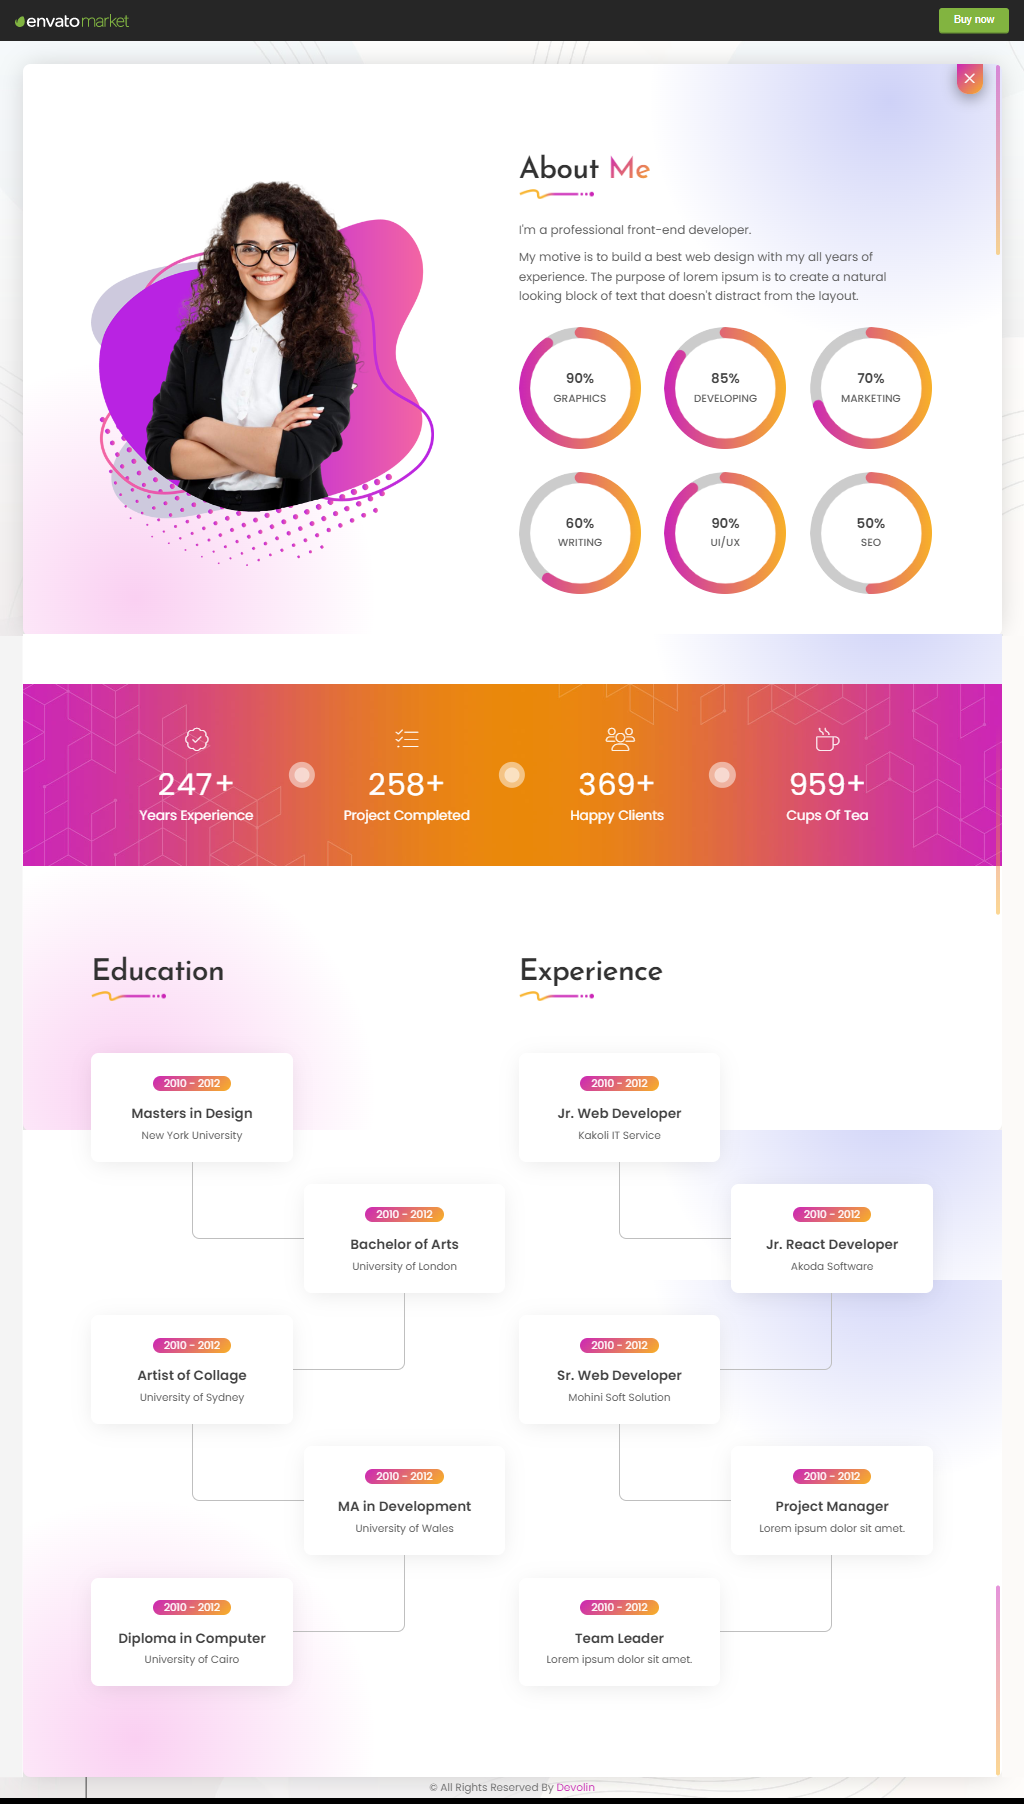 envato market
Buy now
About Me
I'm a professional front-end developer.
My motive is to build a best web design with my all years of
experience. The purpose of lorem ipsum is to create a natural
looking block of text that doesn't distract from the layout.
90%
GRAPHICS
85%
DEVELOPING
70%
MARKETING
60%
WRITING
90%
UI/UX
50%
SEO
247+
Years Experience
258+
Project Completed
369+
Happy Clients
959+
Cups Of Tea
Education
2010 - 2012
Masters in Design
New York University
2010 - 2012
Bachelor of Arts
University of London
2010 - 2012
Artist of Collage
University of Sydney
2010 - 2012
MA in Development
University of Wales
2010 - 2012
Diploma in Computer
University of Cairo
Experience
2010 - 2012
Jr. Web Developer
Kakoli IT Service
2010 - 2012
Jr. React Developer
Akoda Software
2010 - 2012
Sr. Web Developer
Mohini Soft Solution
2010 - 2012
Project Manager
Lorem ipsum dolor sit amet.
2010 - 2012
Team Leader
Lorem ipsum dolor sit amet.
© All Rights Reserved By Devolin